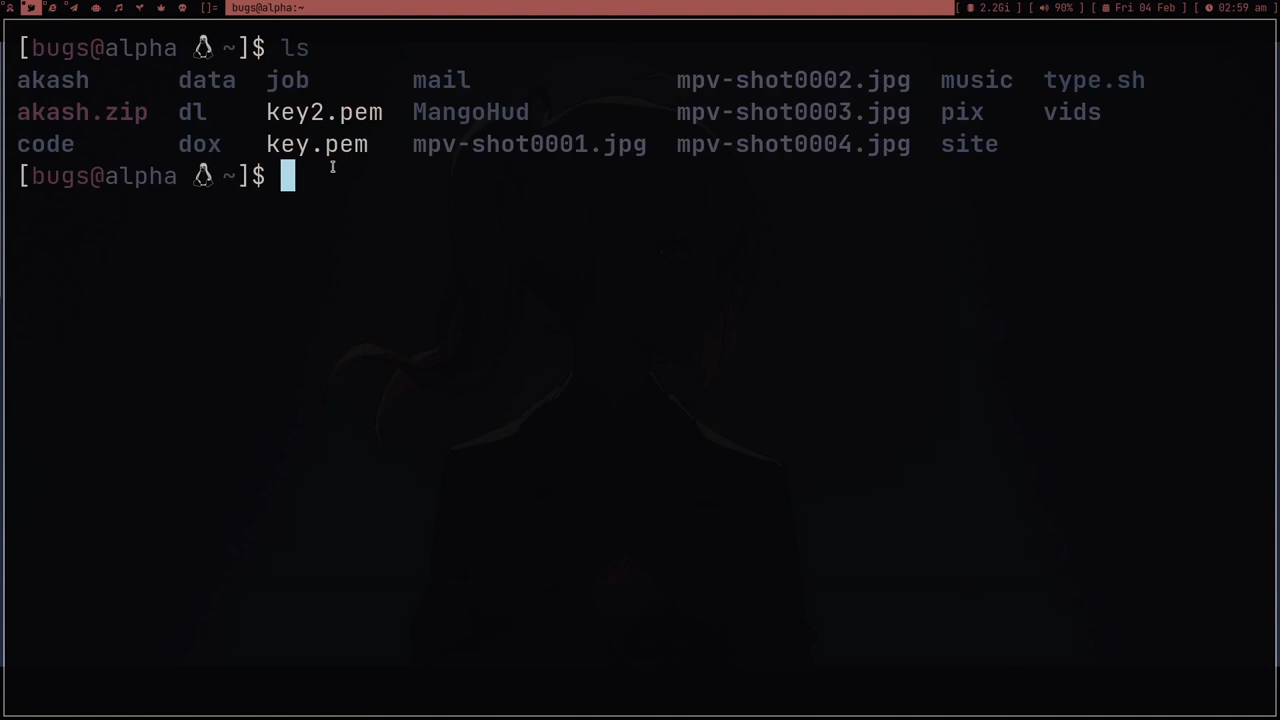 []= bugs@alpha:~ [ 2.2Gi ] [ 90% ] [ Fri 04 Feb ] [ 02:59 am ]
[bugs@alpha ~]$ ls
akash data job mail mpv-shot0002.jpg music type.sh
akash.zip dl key2.pem MangoHud mpv-shot0003.jpg pix vids
code dox key.pem mpv-shot0001.jpg mpv-shot0004.jpg site
[bugs@alpha ~]$